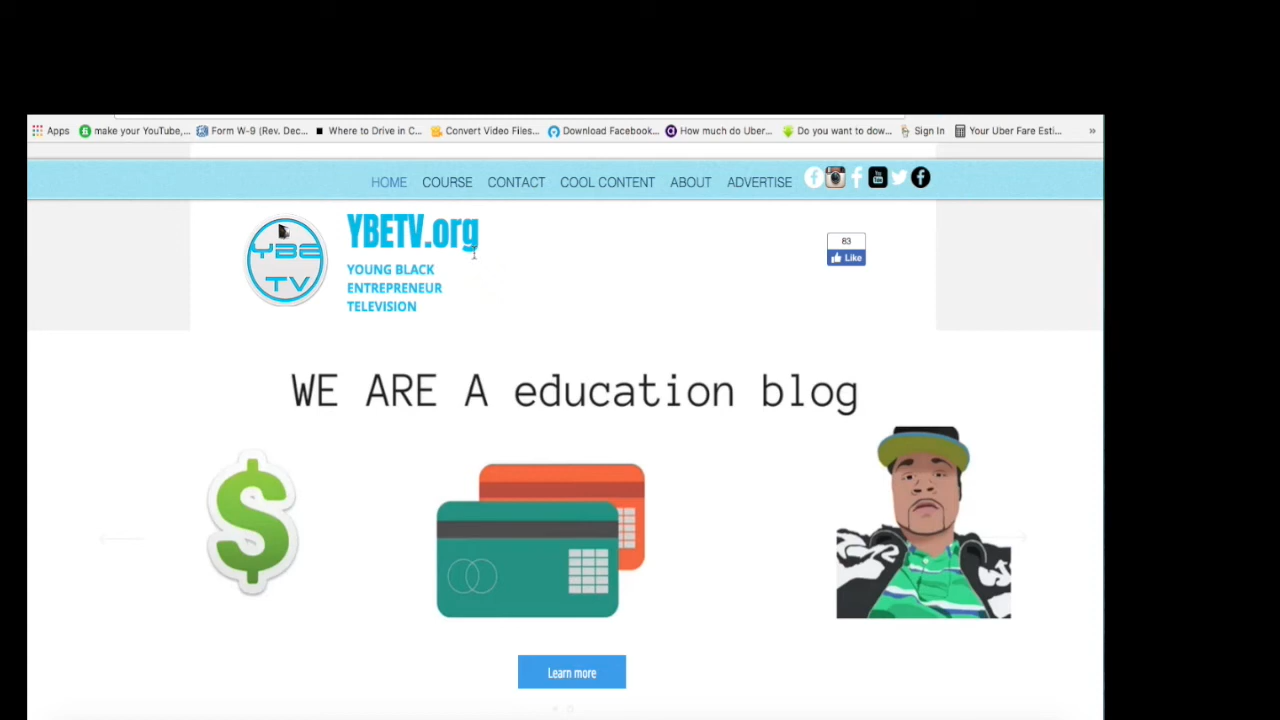 Apps make your YouTube,... Form W-9 (Rev. Dec... Where to Drive in C... Convert Video Files... Download Facebook... How much do Uber... Do you want to dow... Sign In Your Uber Fare Esti... »
HOME COURSE CONTACT COOL CONTENT ABOUT ADVERTISE
YBE
TV
YBETV.org
YOUNG BLACK
ENTREPRENEUR
TELEVISION
83
Like
WE ARE A education blog
Learn more